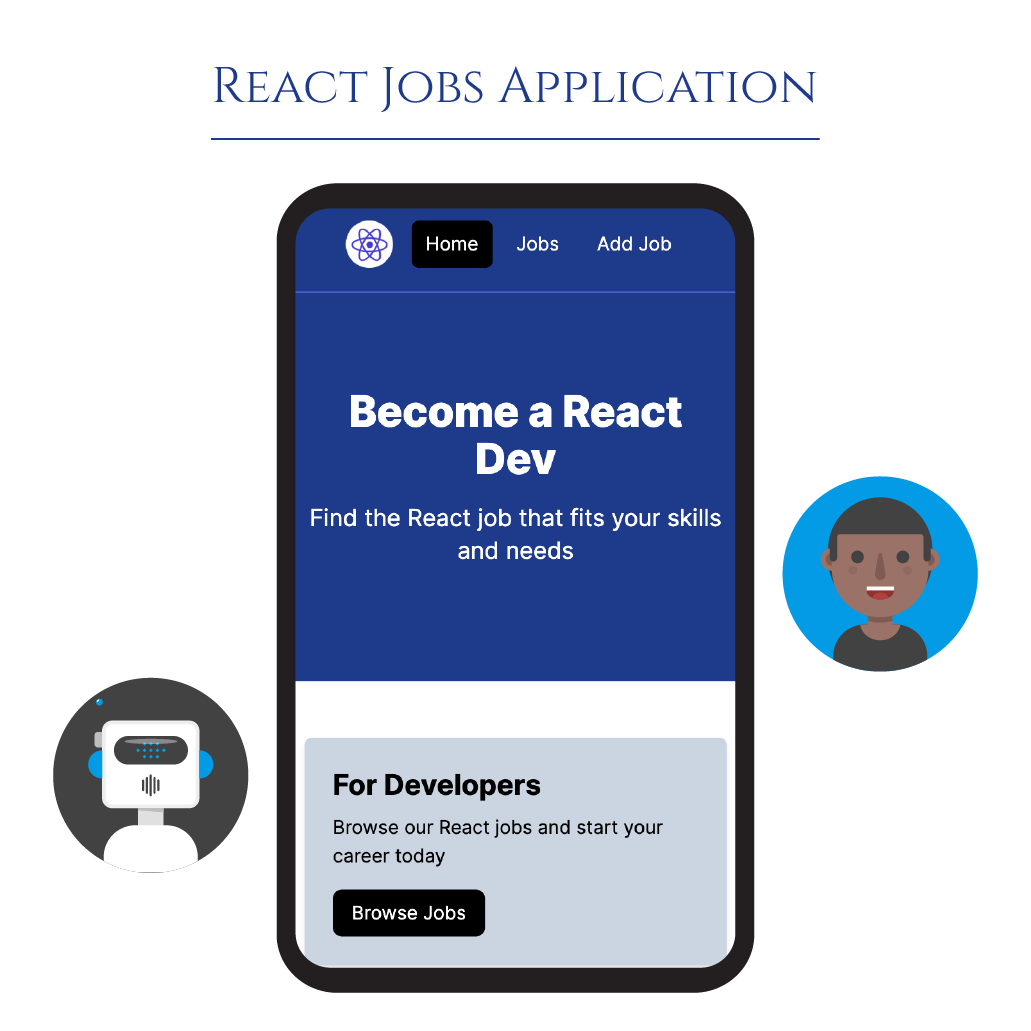 React Jobs Application
Home Jobs Add Job
Become a React
Dev
Find the React job that fits your skills
and needs
For Developers
Browse our React jobs and start your
career today
Browse Jobs